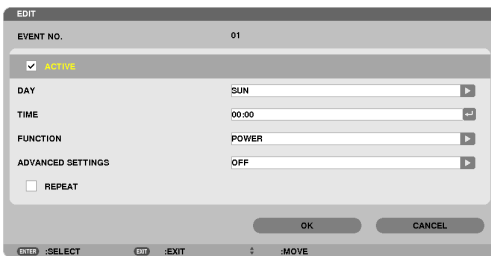 EDIT
EVENT NO. 01
ACTIVE
DAY SUN
TIME 00:00
FUNCTION POWER
ADVANCED SETTINGS OFF
REPEAT
OK CANCEL
ENTER :SELECT EXIT :EXIT :MOVE